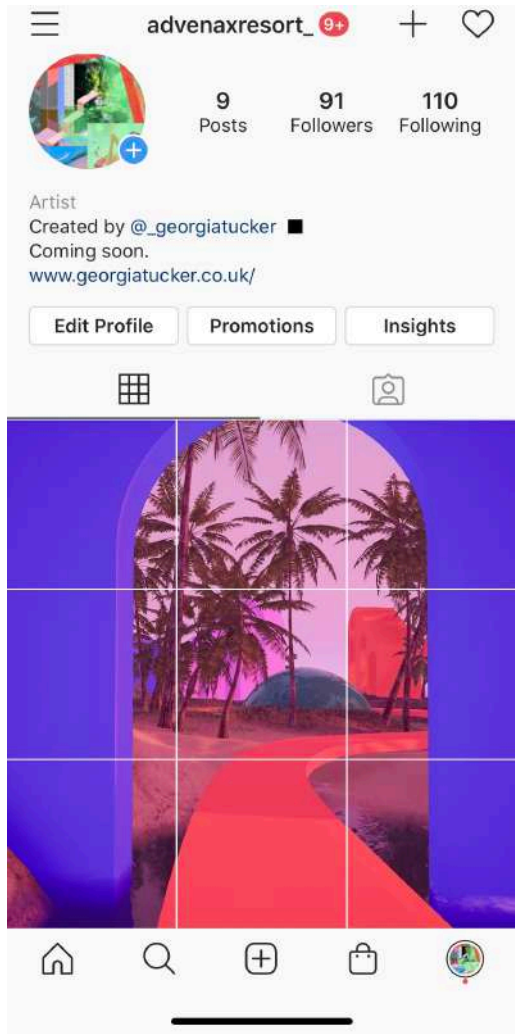 advenaxresort_ 9+
9 91 110
Posts Followers Following
Artist
Created by @_georgiatucker ■
Coming soon.
www.georgiatucker.co.uk/
Edit Profile Promotions Insights